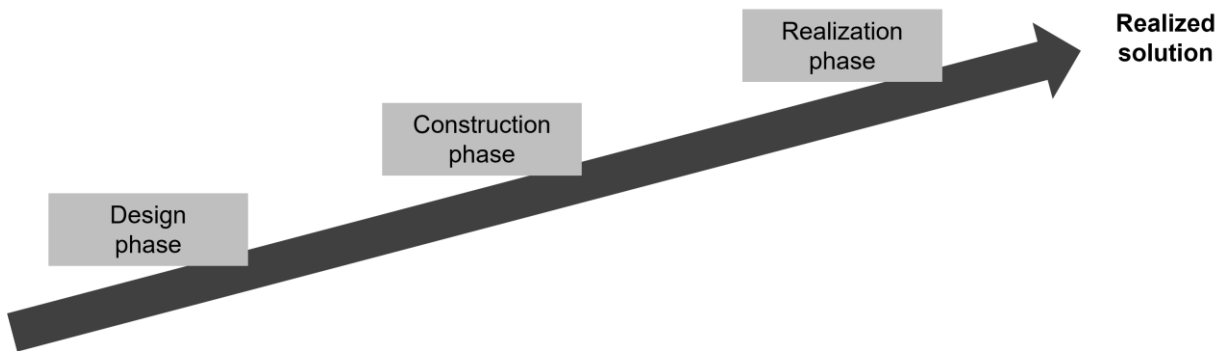 Design
phase
Construction
phase
Realization
phase
Realized
solution